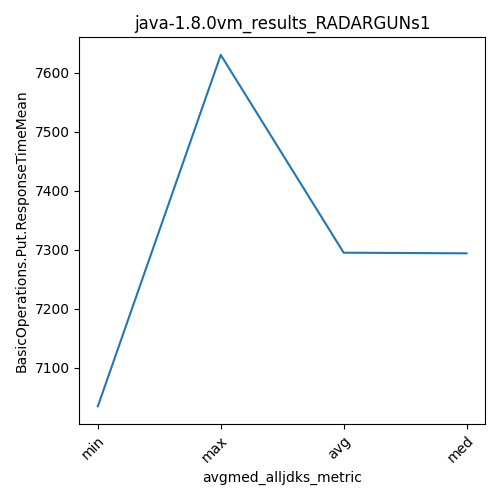 java-1.8.0vm_results_RADARGUNs1
BasicOperations.Put.ResponseTimeMean
7600
7500
7400
7300
7200
7100
min
max
avg
med
avgmed_alljdks_metric